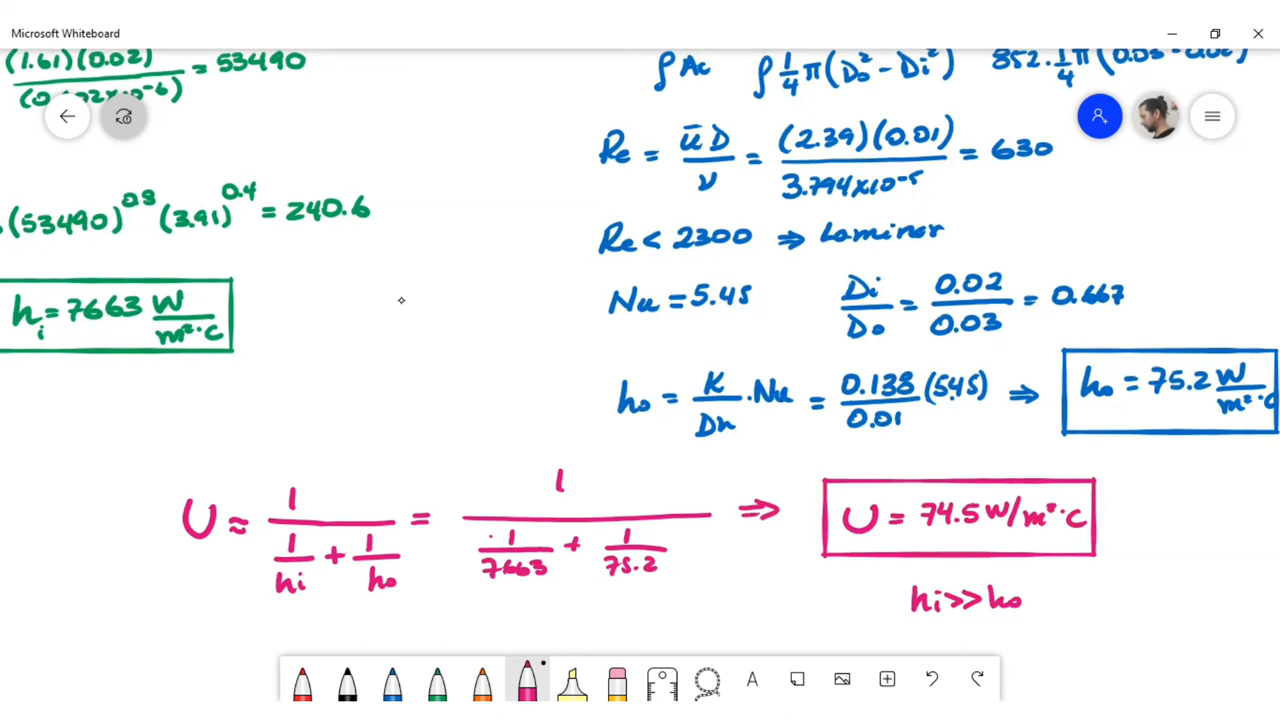 Microsoft Whiteboard
(1.61)(0.02) = 53490
ρAc ρ¼π(Do² - Di²) 852·¼π(0.03
Re = ūD/ν = (2.39)(0.01)/3.794x10⁻⁵ = 630
(53490)^0.8 (3.91)^0.4 = 240.6
Re < 2300 ⇒ Laminar
hi = 7663 W/m²·C
Nu = 5.45 Di/Do = 0.02/0.03 = 0.667
ho = K/Dh · Nu = 0.138/0.01 (5.45) ⇒ ho = 75.2 W/m²·C
U ≈ 1/(1/hi + 1/ho) = 1/(1/7663 + 1/75.2) ⇒ U = 74.5 W/m²·C
hi >> ho